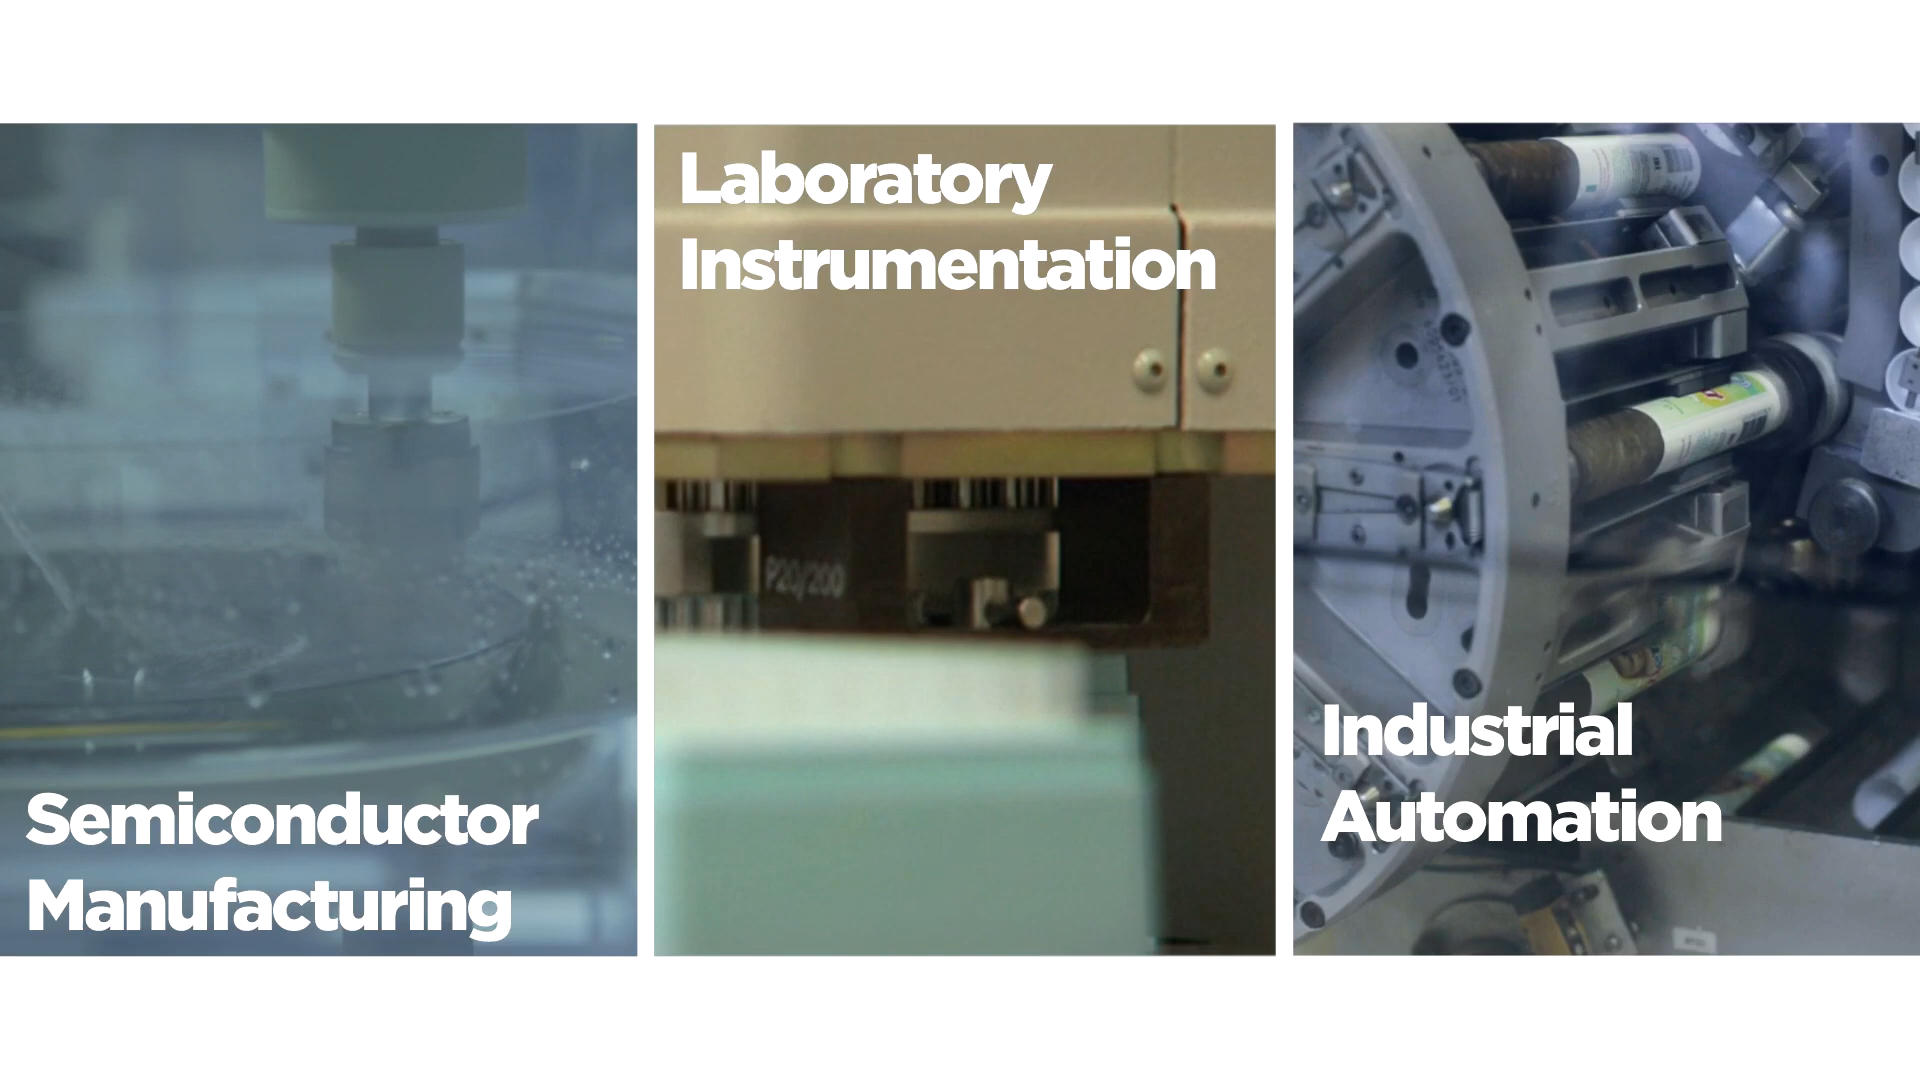 Semiconductor
Manufacturing
Laboratory
Instrumentation
P20/200
Industrial
Automation